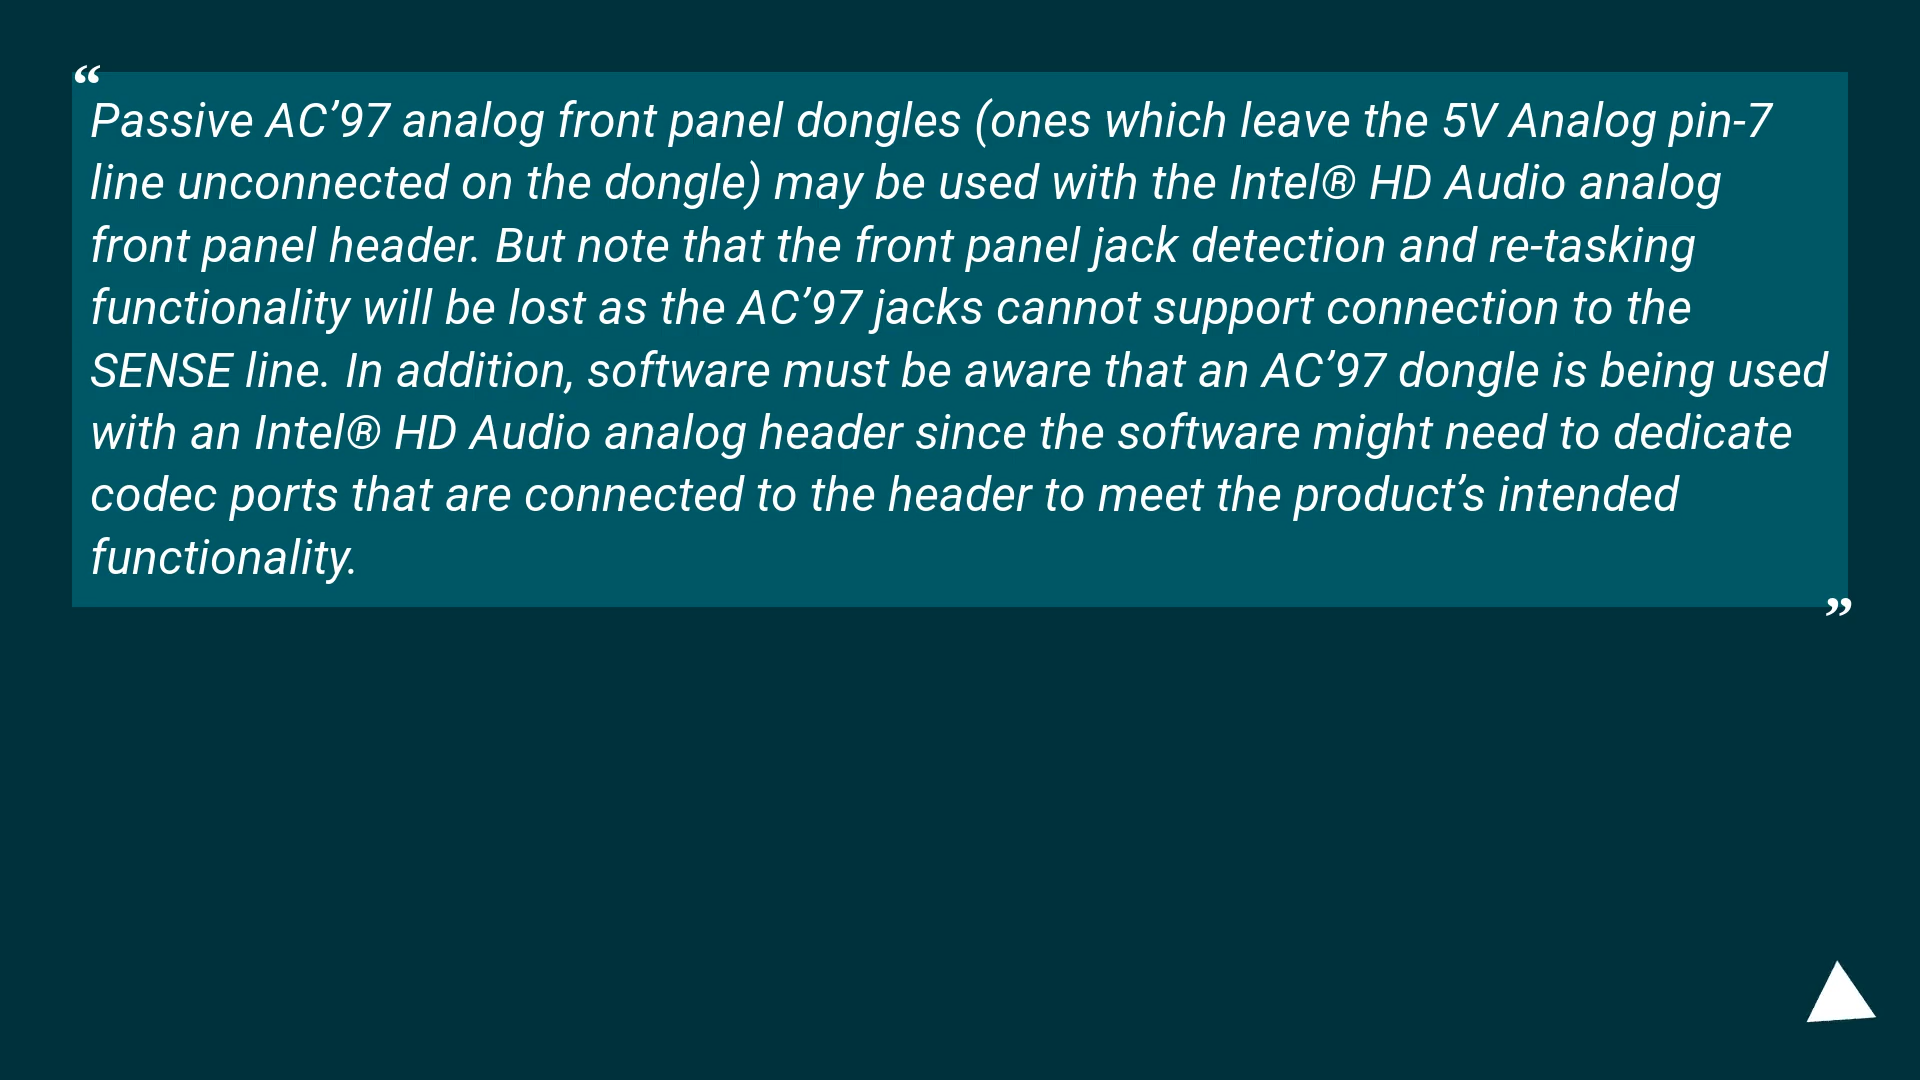 “
Passive AC’97 analog front panel dongles (ones which leave the 5V Analog pin-7
line unconnected on the dongle) may be used with the Intel® HD Audio analog
front panel header. But note that the front panel jack detection and re-tasking
functionality will be lost as the AC’97 jacks cannot support connection to the
SENSE line. In addition, software must be aware that an AC’97 dongle is being used
with an Intel® HD Audio analog header since the software might need to dedicate
codec ports that are connected to the header to meet the product’s intended
functionality.
”